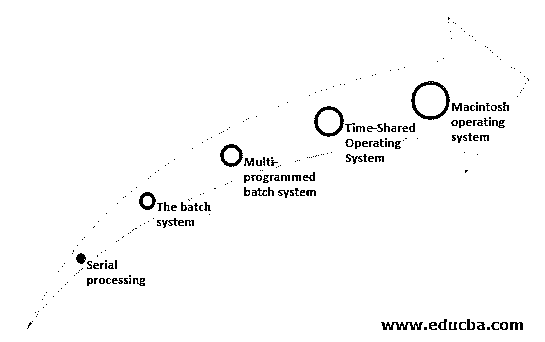 Macintosh
operating
system
Time-Shared
Operating
System
Multi-
programmed
batch system
The batch
system
Serial
processing
www.educba.com